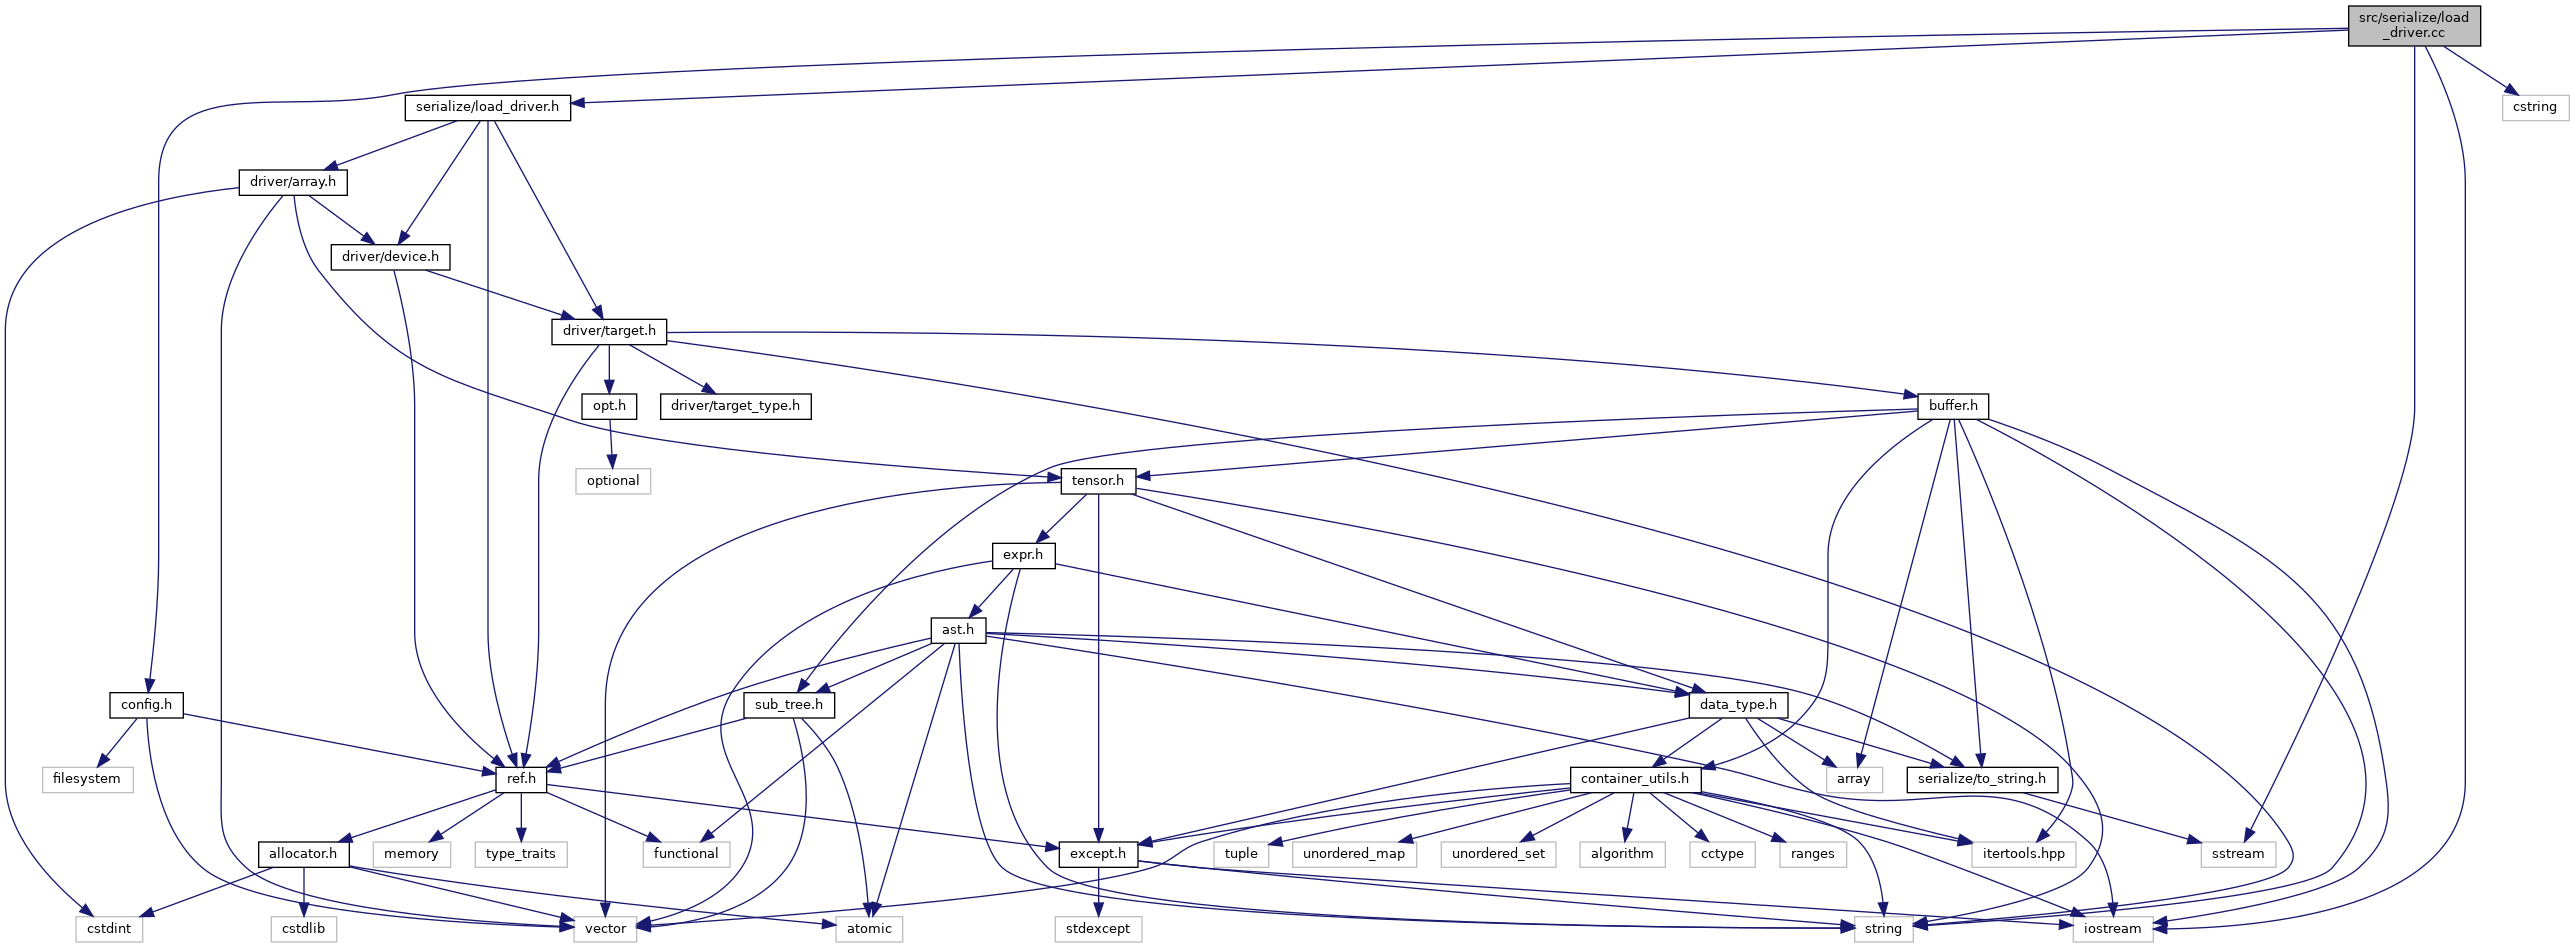 src/serialize/load
_driver.cc
serialize/load_driver.h
cstring
driver/array.h
driver/device.h
driver/target.h
opt.h
driver/target_type.h
buffer.h
optional
tensor.h
expr.h
ast.h
config.h
sub_tree.h
data_type.h
filesystem
ref.h
container_utils.h
array
serialize/to_string.h
allocator.h
memory
type_traits
functional
except.h
tuple
unordered_map
unordered_set
algorithm
cctype
ranges
itertools.hpp
sstream
cstdint
cstdlib
vector
atomic
stdexcept
string
iostream